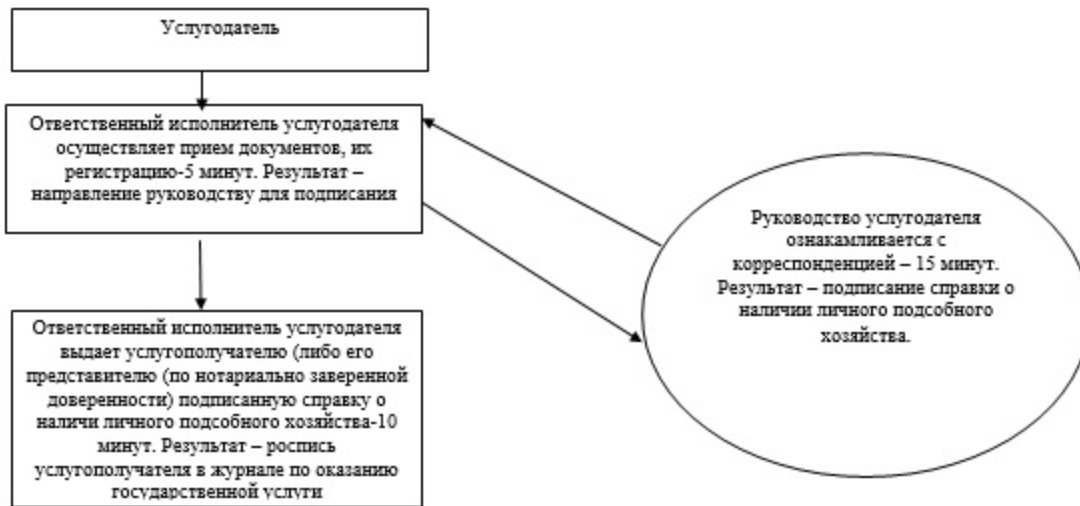 Услугодатель
Ответственный исполнитель услугодателя
осуществляет прием документов, их
регистрацию-5 минут. Результат –
направление руководству для подписания
Руководство услугодателя
ознакамливается с
корреспонденцией – 15 минут.
Результат – подписание справки о
наличии личного подсобного
хозяйства.
Ответственный исполнитель услугодателя
выдает услугополучателю (либо его
представителю (по нотариально заверенной
доверенности) подписанную справку о
наличи личного подсобного хозяйства-10
минут. Результат – роспись
услугополучателя в журнале по оказанию
государственной услуги